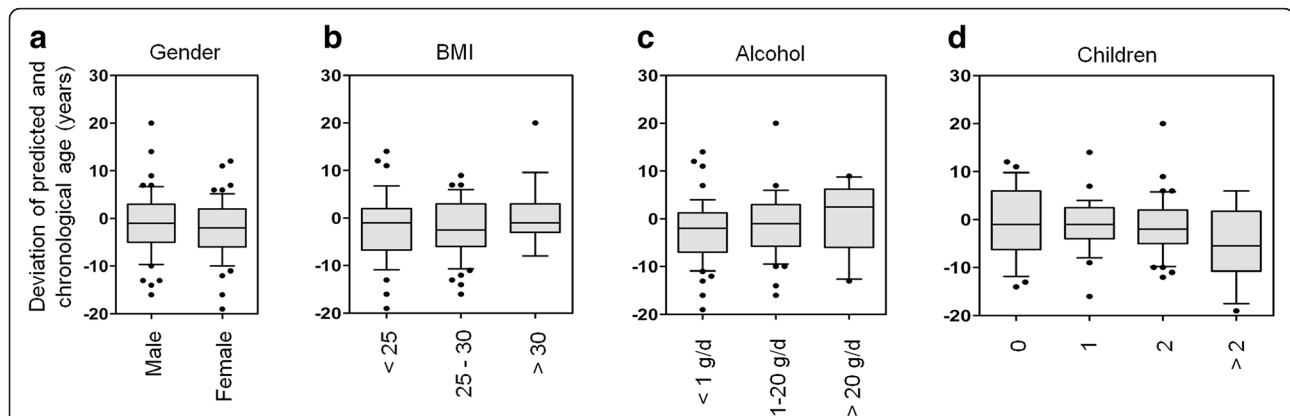 a
Gender
Deviation of predicted and
chronological age (years)
30
20
10
0
-10
-20
Male
Female
b
BMI
30
20
10
0
-10
-20
< 25
25 - 30
> 30
c
Alcohol
30
20
10
0
-10
-20
< 1 g/d
1-20 g/d
> 20 g/d
d
Children
30
20
10
0
-10
-20
0
1
2
> 2